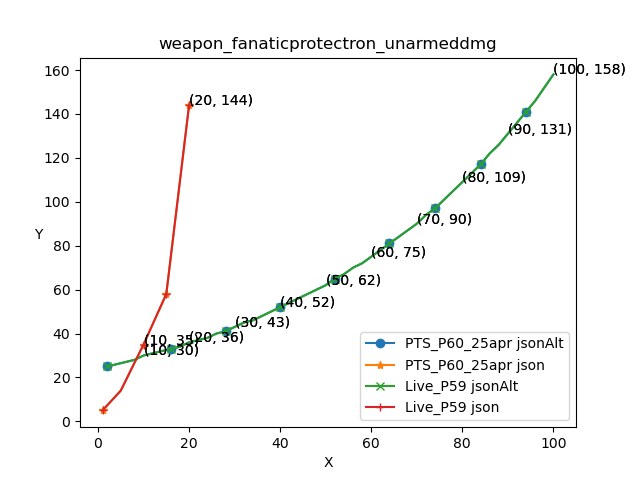 weapon_fanaticprotectron_unarmeddmg
160
140
120
100
80
60
40
20
0
Y
(20, 144)
(100, 158)
(90, 131)
(80, 109)
(70, 90)
(60, 75)
(50, 62)
(40, 52)
(30, 43)
(20, 36)
(10, 35)
(10, 30)
PTS_P60_25apr jsonAlt
PTS_P60_25apr json
Live_P59 jsonAlt
Live_P59 json
0 20 40 60 80 100
X